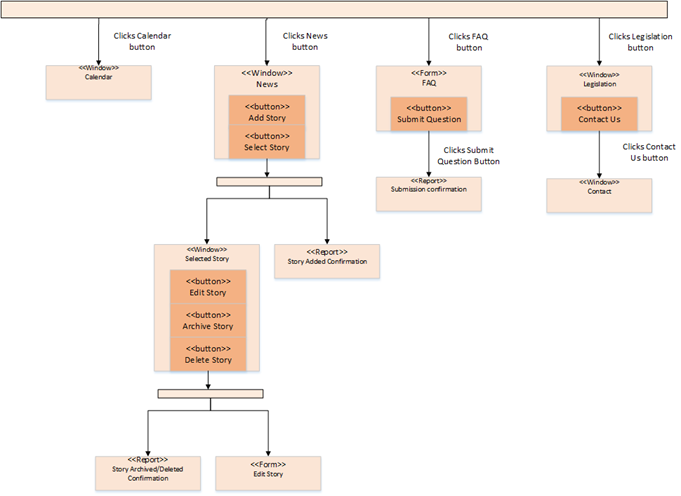 Clicks Calendar
button
Clicks News
button
Clicks FAQ
button
Clicks Legislation
button
<<Window>>
Calendar
<<Window>>
News
<<button>>
Add Story
<<button>>
Select Story
<<Form>>
FAQ
<<button>>
Submit Question
<<Window>>
Legislation
<<button>>
Contact Us
Clicks Submit
Question Button
Clicks Contact
Us button
<<Report>>
Submission confirmation
<<Window>>
Contact
<<Window>>
Selected Story
<<button>>
Edit Story
<<button>>
Archive Story
<<button>>
Delete Story
<<Report>>
Story Added Confirmation
<<Report>>
Story Archived/Deleted
Confirmation
<<Form>>
Edit Story